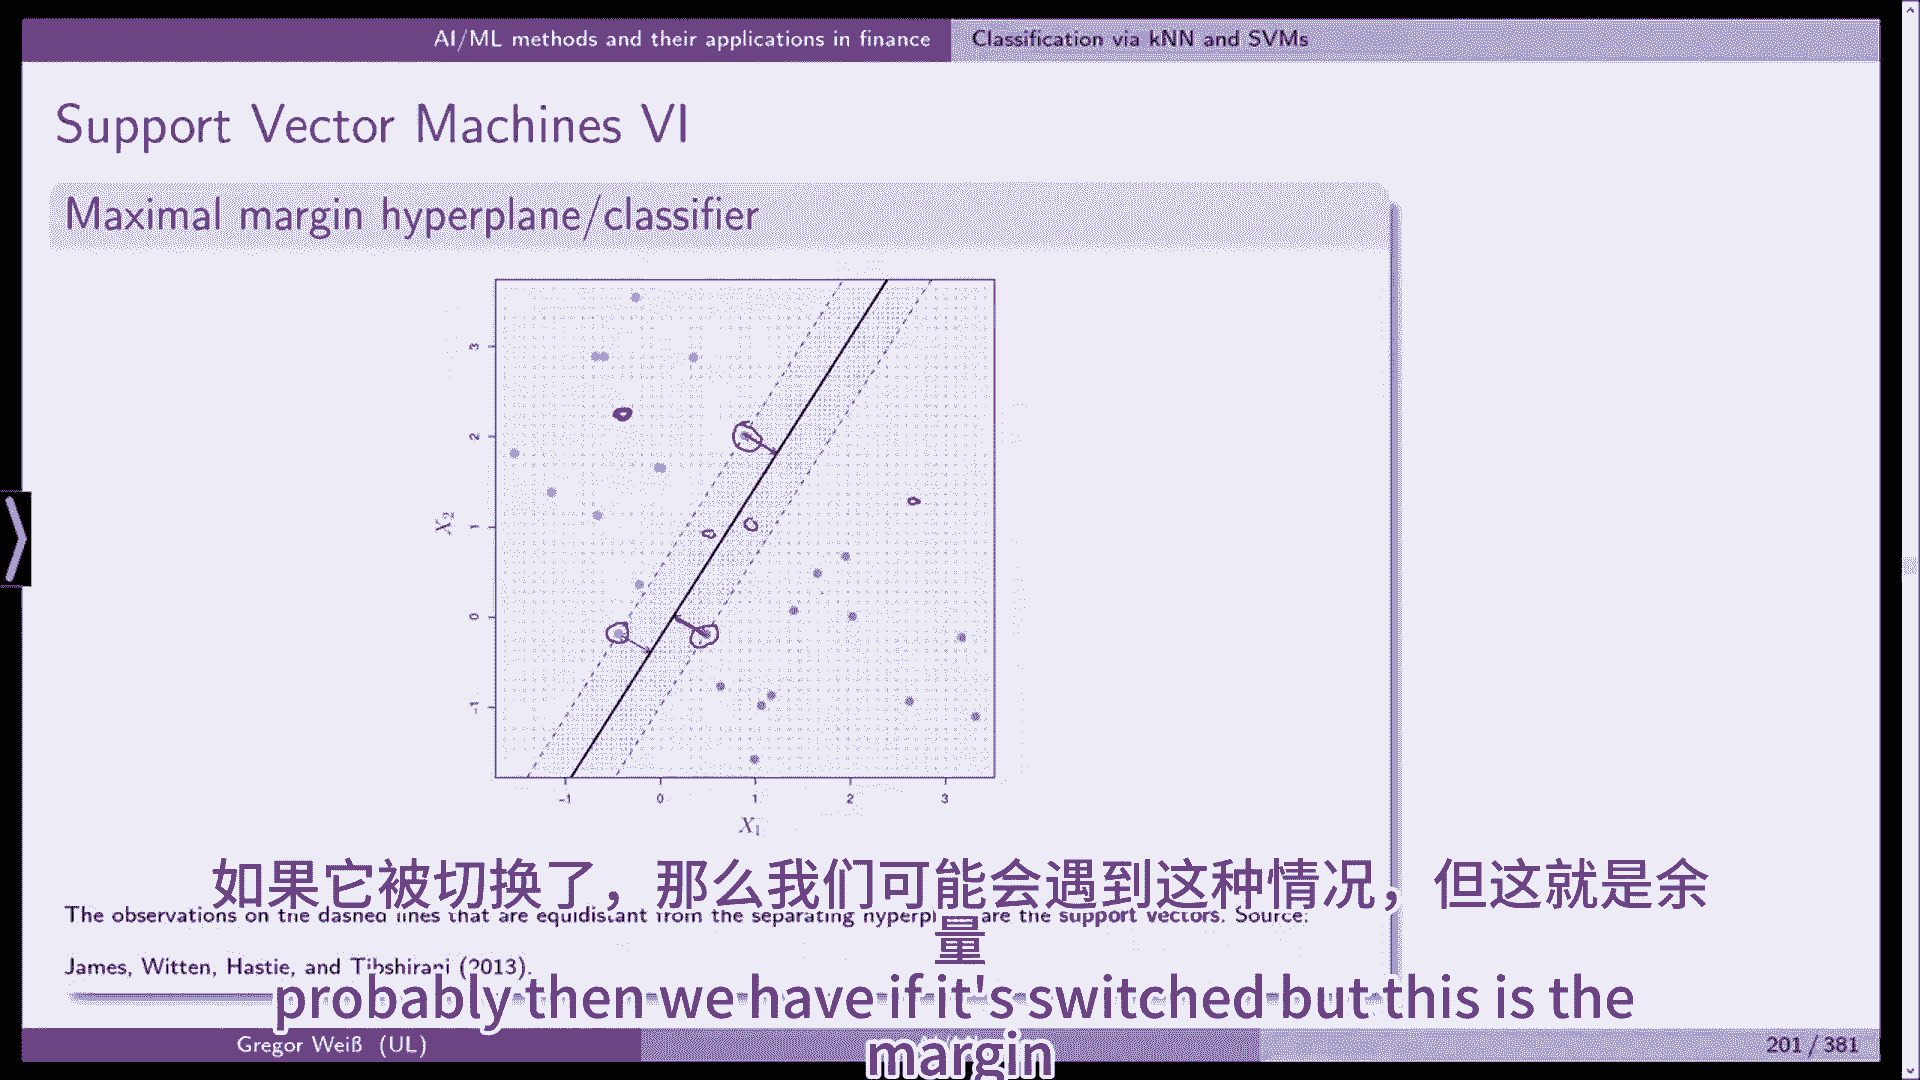 AI/ML methods and their applications in finance
Classification via kNN and SVMs
Support Vector Machines VI
Maximal margin hyperplane/classifier
3
2
1
0
-1
X2
-1 0 1 2 3
X1
如果它被切换了，那么我们可能会遇到这种情况，但这就是余
量
The observations on the dashed lines that are equidistant from the separating are the support vectors. Source:
James, Witten, Hastie, and Tibshirani (2013).
probably then we have if it's switched but this is the
margin
Gregor Weiß (UL)
201 / 381